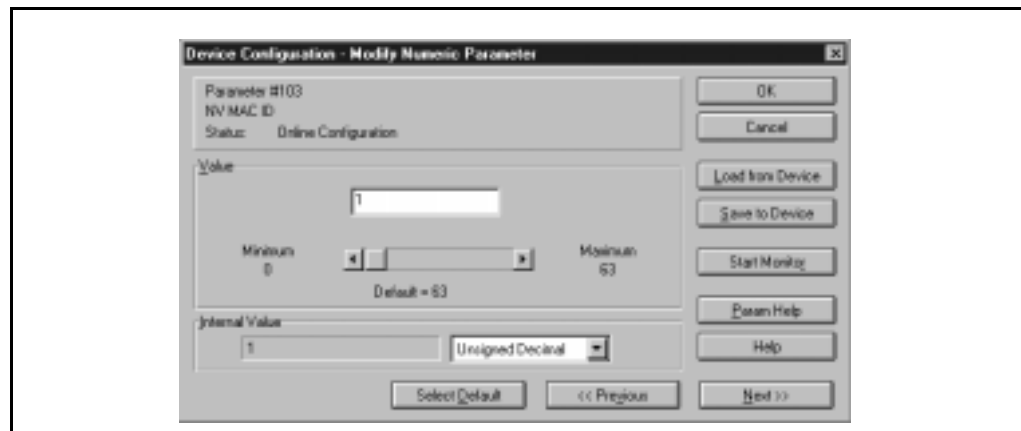 Device Configuration - Modify Numeric Parameter
Parameter #103
NV MAC ID
Status: Online Configuration
OK
Cancel
Value
1
Minimum
0
Maximum
63
Default = 63
Load from Device
Save to Device
Start Monitor
Param Help
Help
Internal Value
1
Unsigned Decimal
Select Default
<< Previous
Next >>